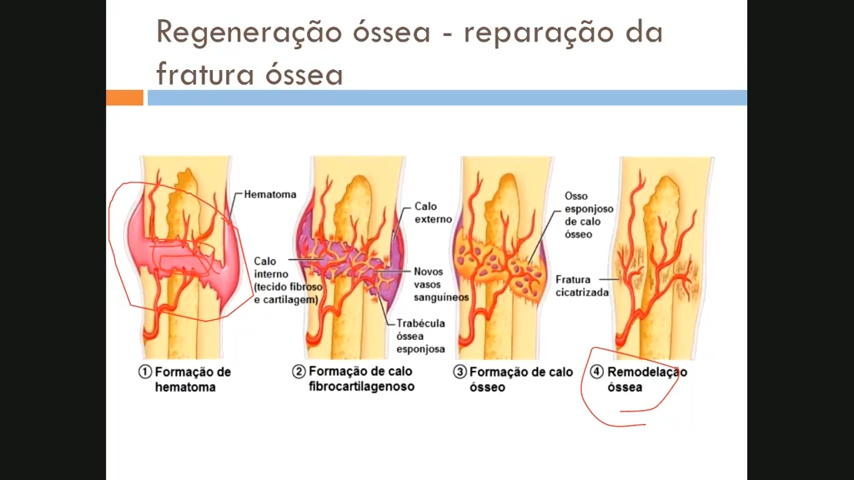 Regeneração óssea - reparação da
fratura óssea
Hematoma
Calo
interno
(tecido fibroso
e cartilagem)
Calo
externo
Novos
vasos
sanguíneos
Trabécula
óssea
esponjosa
Osso
esponjoso
de calo
ósseo
Fratura
cicatrizada
① Formação de
hematoma
② Formação de calo
fibrocartilagenoso
③ Formação de calo
ósseo
④ Remodelação
óssea